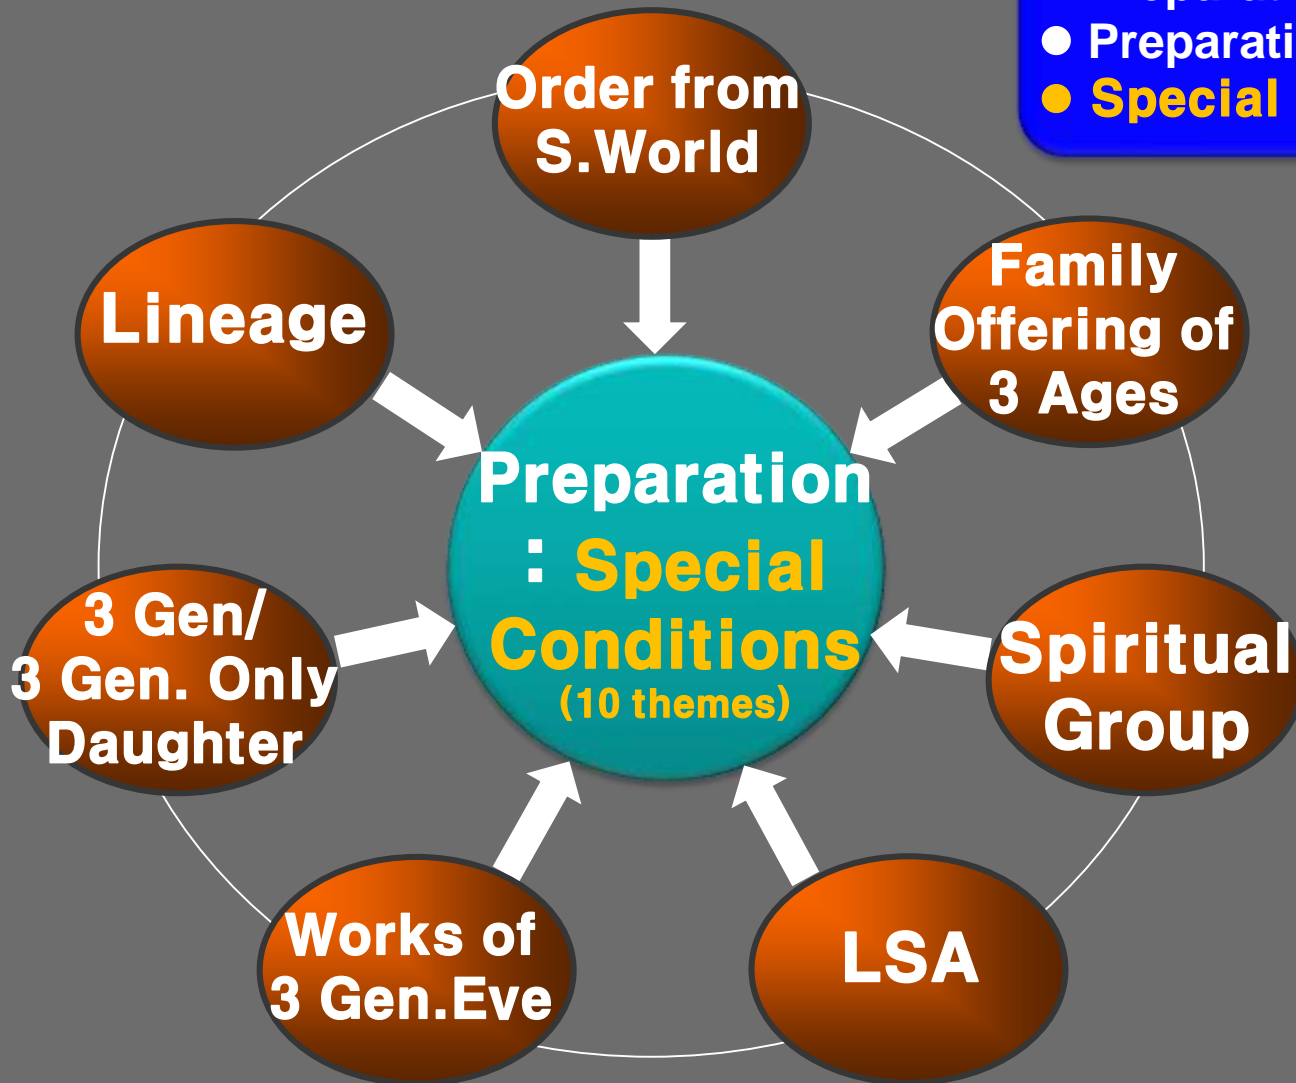 ● Preparati
● Special
Order from
S.World
Family
Offering of
3 Ages
Spiritual
Group
LSA
Works of
3 Gen.Eve
3 Gen/
3 Gen. Only
Daughter
Lineage
Preparation
: Special
Conditions
(10 themes)